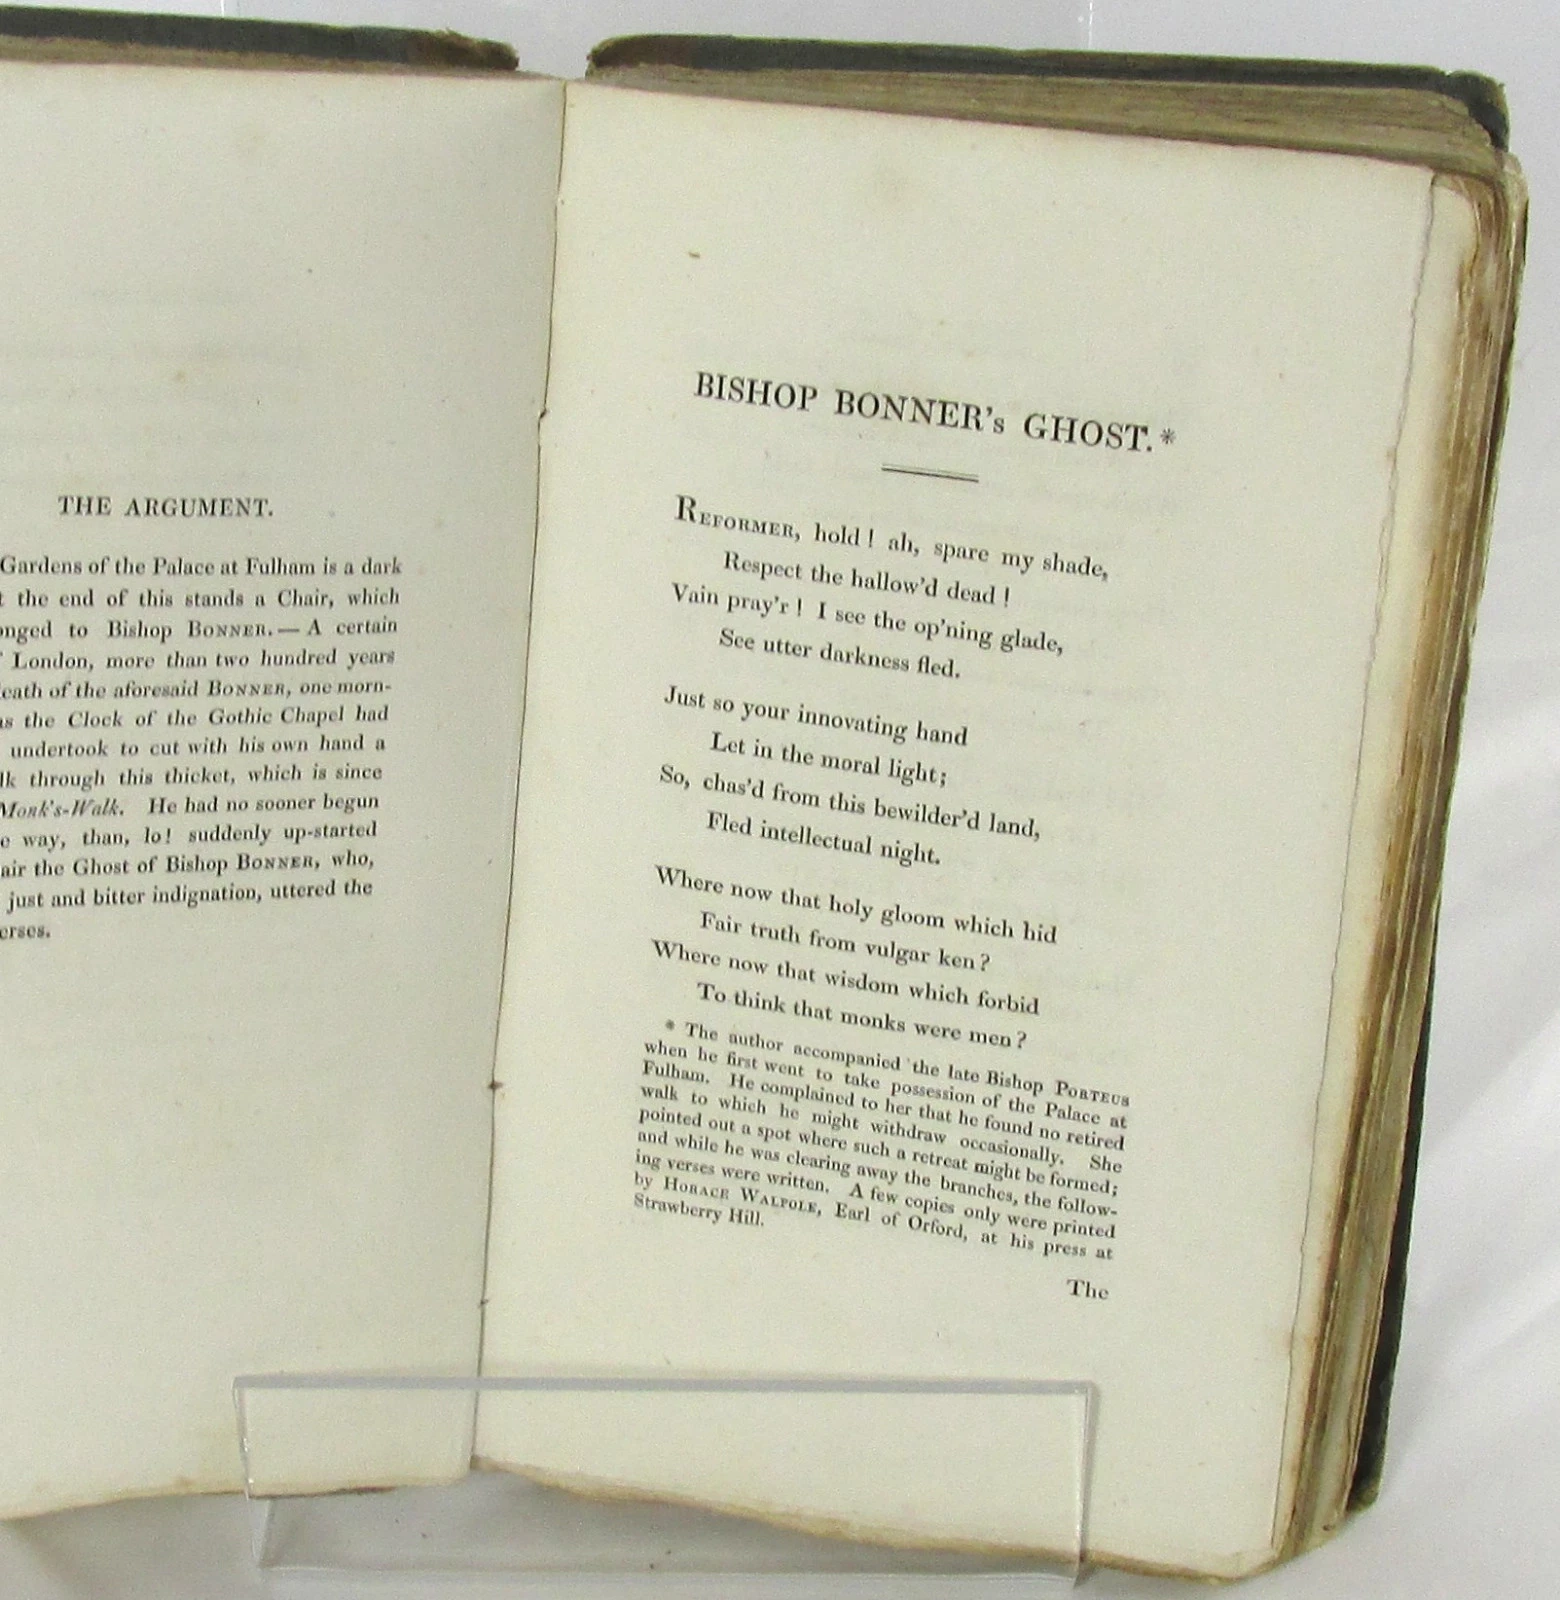 THE ARGUMENT.
Gardens of the Palace at Fulham is a dark
the end of this stands a Chair, which
to Bishop BONNER.—A certain
London, more than two hundred years
of the aforesaid BONNER, one morn-
the Clock of the Gothic Chapel had
undertook to cut with his own hand a
through this thicket, which is since
Monk's-Walk. He had no sooner begun
way, than, lo! suddenly up-started
the Ghost of Bishop BONNER, who,
just and bitter indignation, uttered the
BISHOP BONNER's GHOST.*
REFORMER, hold! ah, spare my shade,
Respect the hallow'd dead!
Vain pray'r! I see the op'ning glade,
See utter darkness fled.
Just so your innovating hand
Let in the moral light;
So, chas'd from this bewilder'd land,
Fled intellectual night.
Where now that holy gloom which hid
Fair truth from vulgar ken?
Where now that wisdom which forbid
To think that monks were men?
* The author accompanied the late Bishop PORTEUS
when he first went to take possession of the Palace at
Fulham. He complained to her that he found no retired
walk to which he might withdraw occasionally. She
pointed out a spot where such a retreat might be formed;
and while he was clearing away the branches, the follow-
ing verses were written. A few copies only were printed
by HORACE WALPOLE, Earl of Orford, at his press at
Strawberry Hill.
The